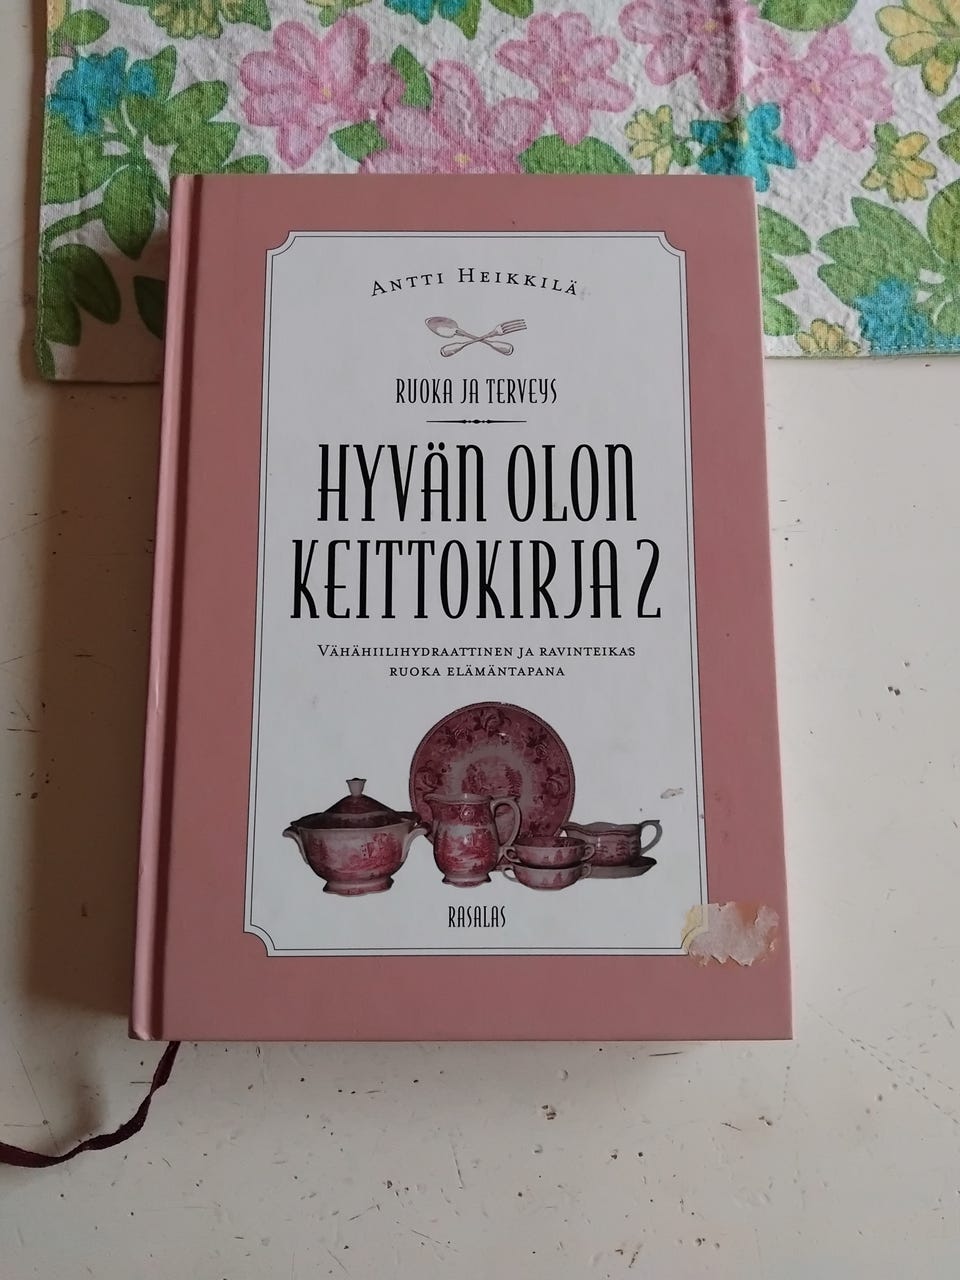 ANTTI HEIKKILÄ
RUOKA JA TERVEYS
HYVÄN OLON
KEITTOKIRJA 2
VÄHÄHIILIHYDRAATTINEN JA RAVINTEIKAS
RUOKA ELÄMÄNTAPANA
RASALAS